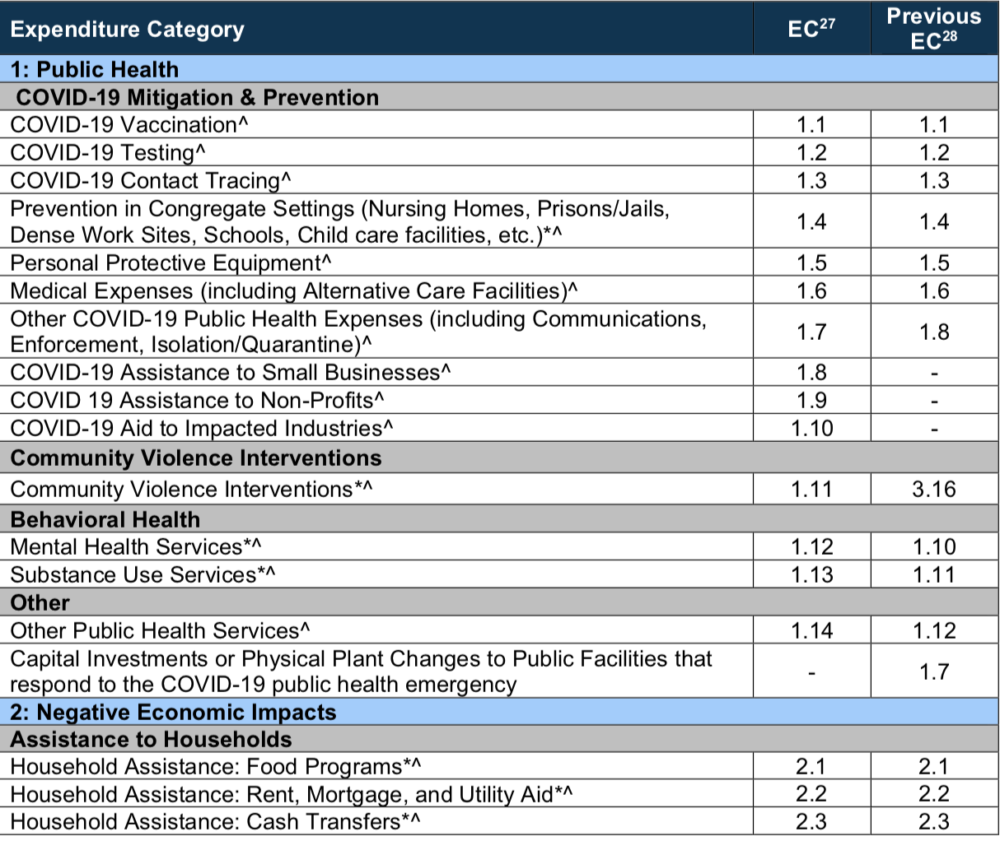 Expenditure Category EC27 Previous EC28
1: Public Health
COVID-19 Mitigation & Prevention
COVID-19 Vaccination^ 1.1 1.1
COVID-19 Testing^ 1.2 1.2
COVID-19 Contact Tracing^ 1.3 1.3
Prevention in Congregate Settings (Nursing Homes, Prisons/Jails,
Dense Work Sites, Schools, Child care facilities, etc.)*^ 1.4 1.4
Personal Protective Equipment^ 1.5 1.5
Medical Expenses (including Alternative Care Facilities)^ 1.6 1.6
Other COVID-19 Public Health Expenses (including Communications,
Enforcement, Isolation/Quarantine)^ 1.7 1.8
COVID-19 Assistance to Small Businesses^ 1.8 -
COVID 19 Assistance to Non-Profits^ 1.9 -
COVID-19 Aid to Impacted Industries^ 1.10 -
Community Violence Interventions
Community Violence Interventions*^ 1.11 3.16
Behavioral Health
Mental Health Services*^ 1.12 1.10
Substance Use Services*^ 1.13 1.11
Other
Other Public Health Services^ 1.14 1.12
Capital Investments or Physical Plant Changes to Public Facilities that
respond to the COVID-19 public health emergency - 1.7
2: Negative Economic Impacts
Assistance to Households
Household Assistance: Food Programs*^ 2.1 2.1
Household Assistance: Rent, Mortgage, and Utility Aid*^ 2.2 2.2
Household Assistance: Cash Transfers*^ 2.3 2.3